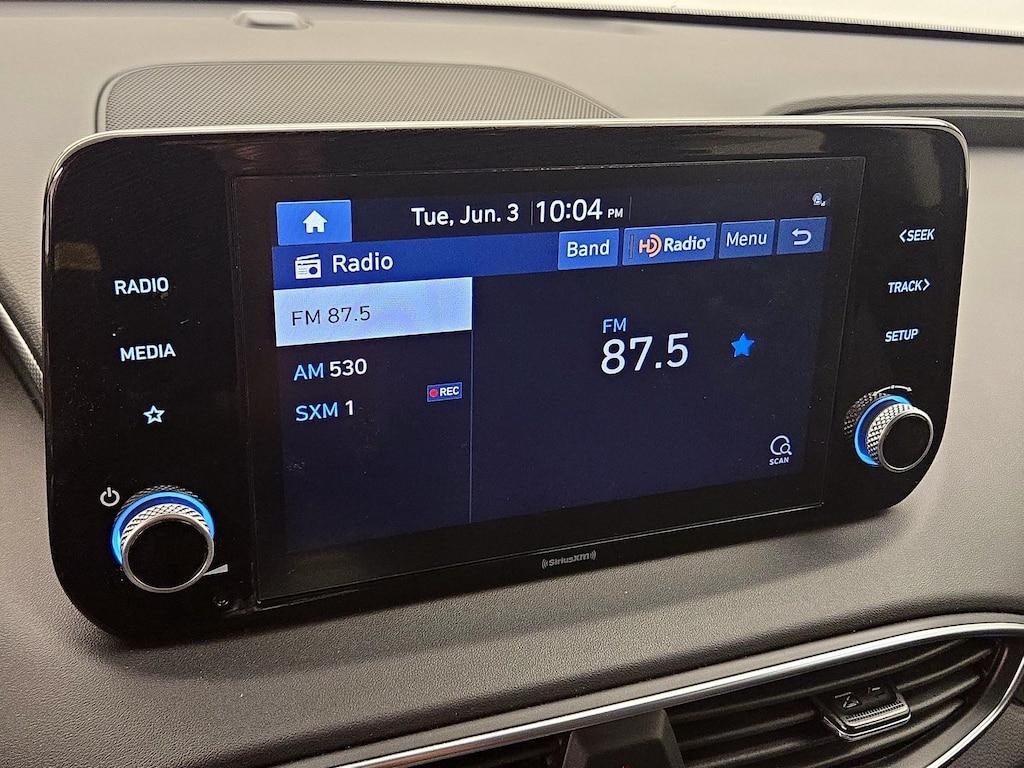 Tue, Jun. 3 10:04 PM
Radio Band HD Radio Menu
FM 87.5
AM 530
REC
SXM 1
FM
87.5
SCAN
RADIO
MEDIA
< SEEK
TRACK >
SETUP
((SiriusXM))